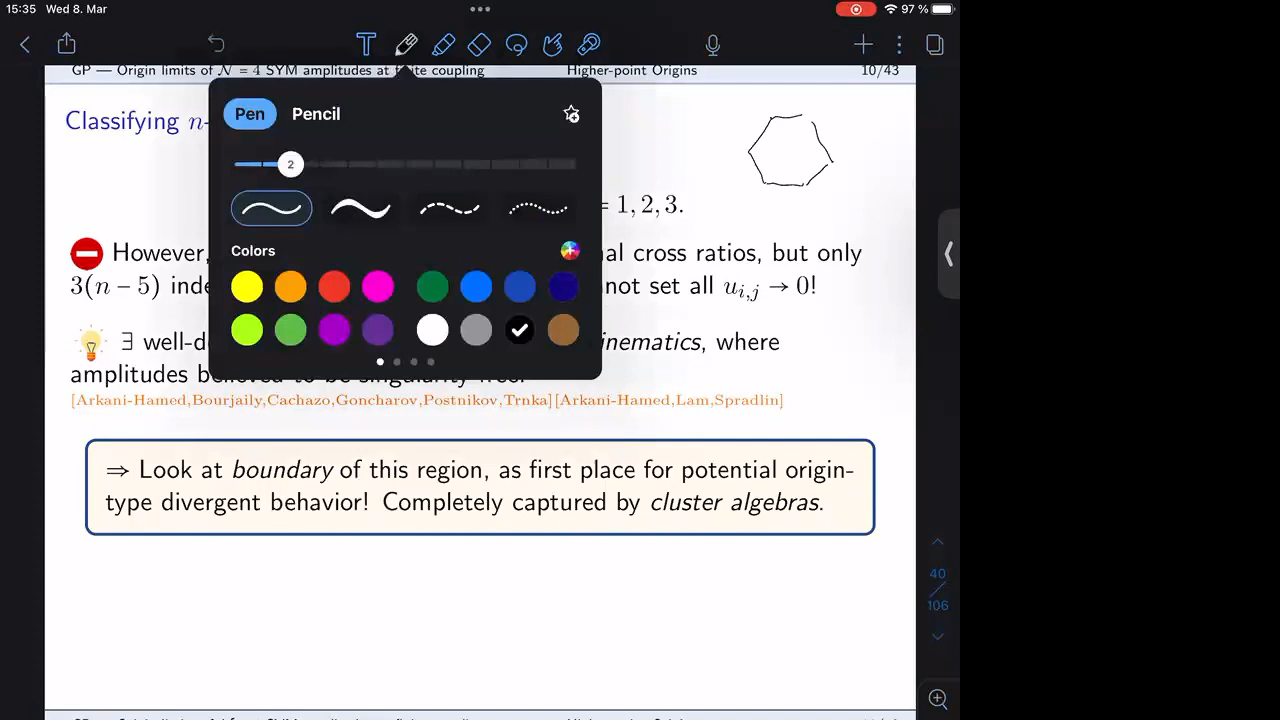 15:35 Wed 8. Mar
97 %
GP — Origin limits of 𝒩 = 4 SYM amplitudes at finite coupling Higher-point Origins 10/43
Pen Pencil
Classifying n-
2
= 1, 2, 3.
Colors
However, al cross ratios, but only
3(n − 5) inde not set all u_{i,j} → 0!
∃ well-d inematics, where
amplitudes believed to be singularity free.
[Arkani-Hamed,Bourjaily,Cachazo,Goncharov,Postnikov,Trnka][Arkani-Hamed,Lam,Spradlin]
⇒ Look at boundary of this region, as first place for potential origin-
type divergent behavior! Completely captured by cluster algebras.
40
106